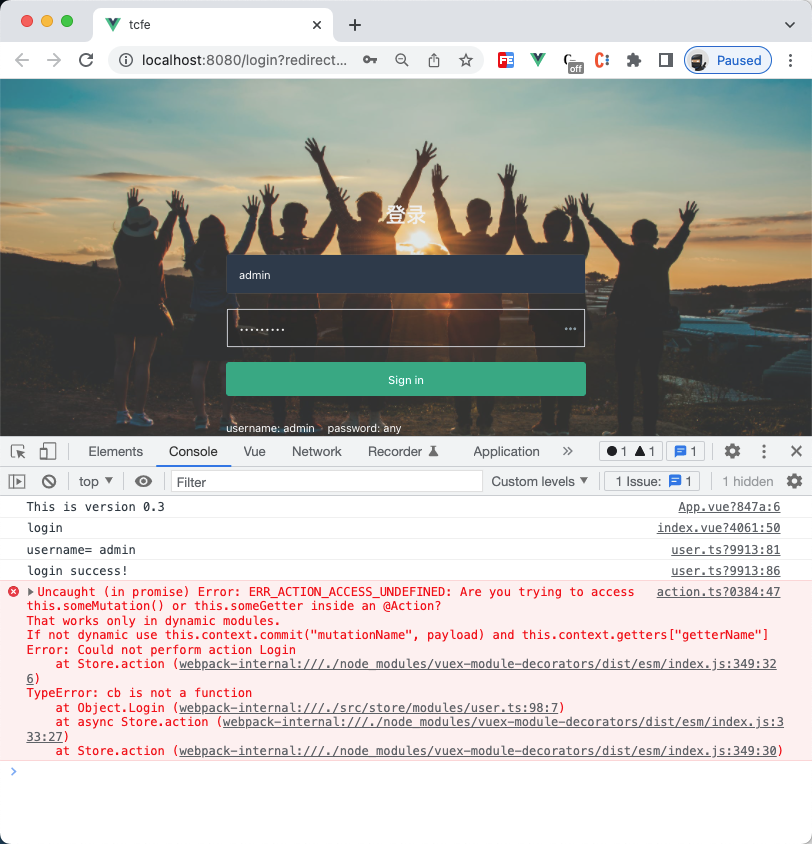 tcfe
localhost:8080/login?redirect...
FE
off
Paused
登录
admin
Sign in
username: admin password: any
Elements Console Vue Network Recorder Application 1 1 1
top Filter Custom levels 1 Issue: 1 1 hidden
This is version 0.3 App.vue?847a:6
login index.vue?4061:50
username= admin user.ts?9913:81
login success! user.ts?9913:86
Uncaught (in promise) Error: ERR_ACTION_ACCESS_UNDEFINED: Are you trying to access action.ts?0384:47
this.someMutation() or this.someGetter inside an @Action?
That works only in dynamic modules.
If not dynamic use this.context.commit("mutationName", payload) and this.context.getters["getterName"]
Error: Could not perform action Login
at Store.action (webpack-internal:///./node_modules/vuex-module-decorators/dist/esm/index.js:349:32
6)
TypeError: cb is not a function
at Object.Login (webpack-internal:///./src/store/modules/user.ts:98:7)
at async Store.action (webpack-internal:///./node_modules/vuex-module-decorators/dist/esm/index.js:3
33:27)
at Store.action (webpack-internal:///./node_modules/vuex-module-decorators/dist/esm/index.js:349:30)